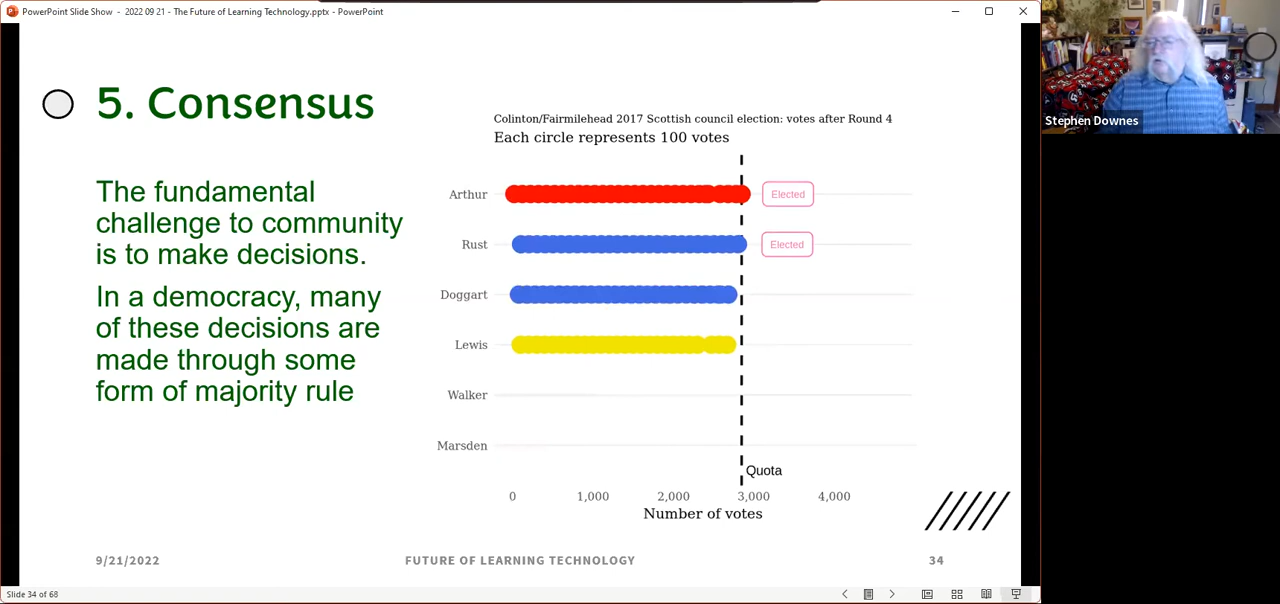 PowerPoint Slide Show - 2022 09 21 - The Future of Learning Technology.pptx - PowerPoint
5. Consensus
The fundamental
challenge to community
is to make decisions.
In a democracy, many
of these decisions are
made through some
form of majority rule
Colinton/Fairmilehead 2017 Scottish council election: votes after Round 4
Each circle represents 100 votes
Arthur
Elected
Rust
Elected
Doggart
Lewis
Walker
Marsden
Quota
0 1,000 2,000 3,000 4,000
Number of votes
9/21/2022 FUTURE OF LEARNING TECHNOLOGY 34
Slide 34 of 68
Stephen Downes